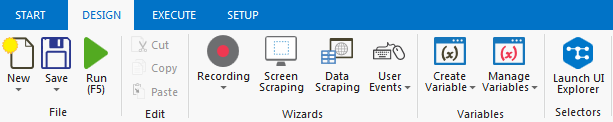 START DESIGN EXECUTE SETUP
New
Save
Run
(F5)
File
Cut
Copy
Paste
Edit
Recording
Screen
Scraping
Data
Scraping
User
Events
Wizards
(x)
Create
Variable
(x)
Manage
Variables
Variables
Launch UI
Explorer
Selectors